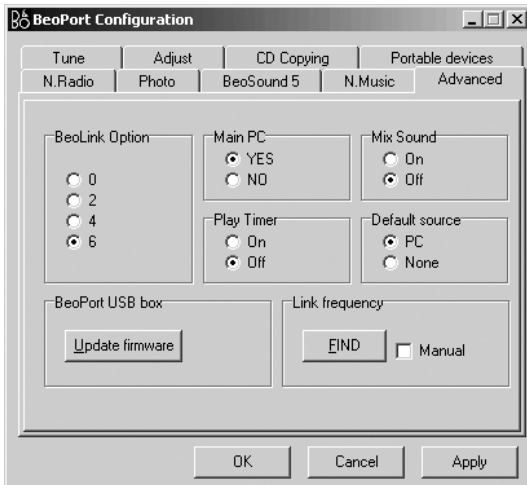 BeoPort Configuration
Tune Adjust CD Copying Portable devices
N.Radio Photo BeoSound 5 N.Music Advanced
BeoLink Option Main PC Mix Sound
YES On
0 NO Off
2
4 Play Timer Default source
6 On PC
Off None
BeoPort USB box Link frequency
Update firmware FIND Manual
OK Cancel Apply